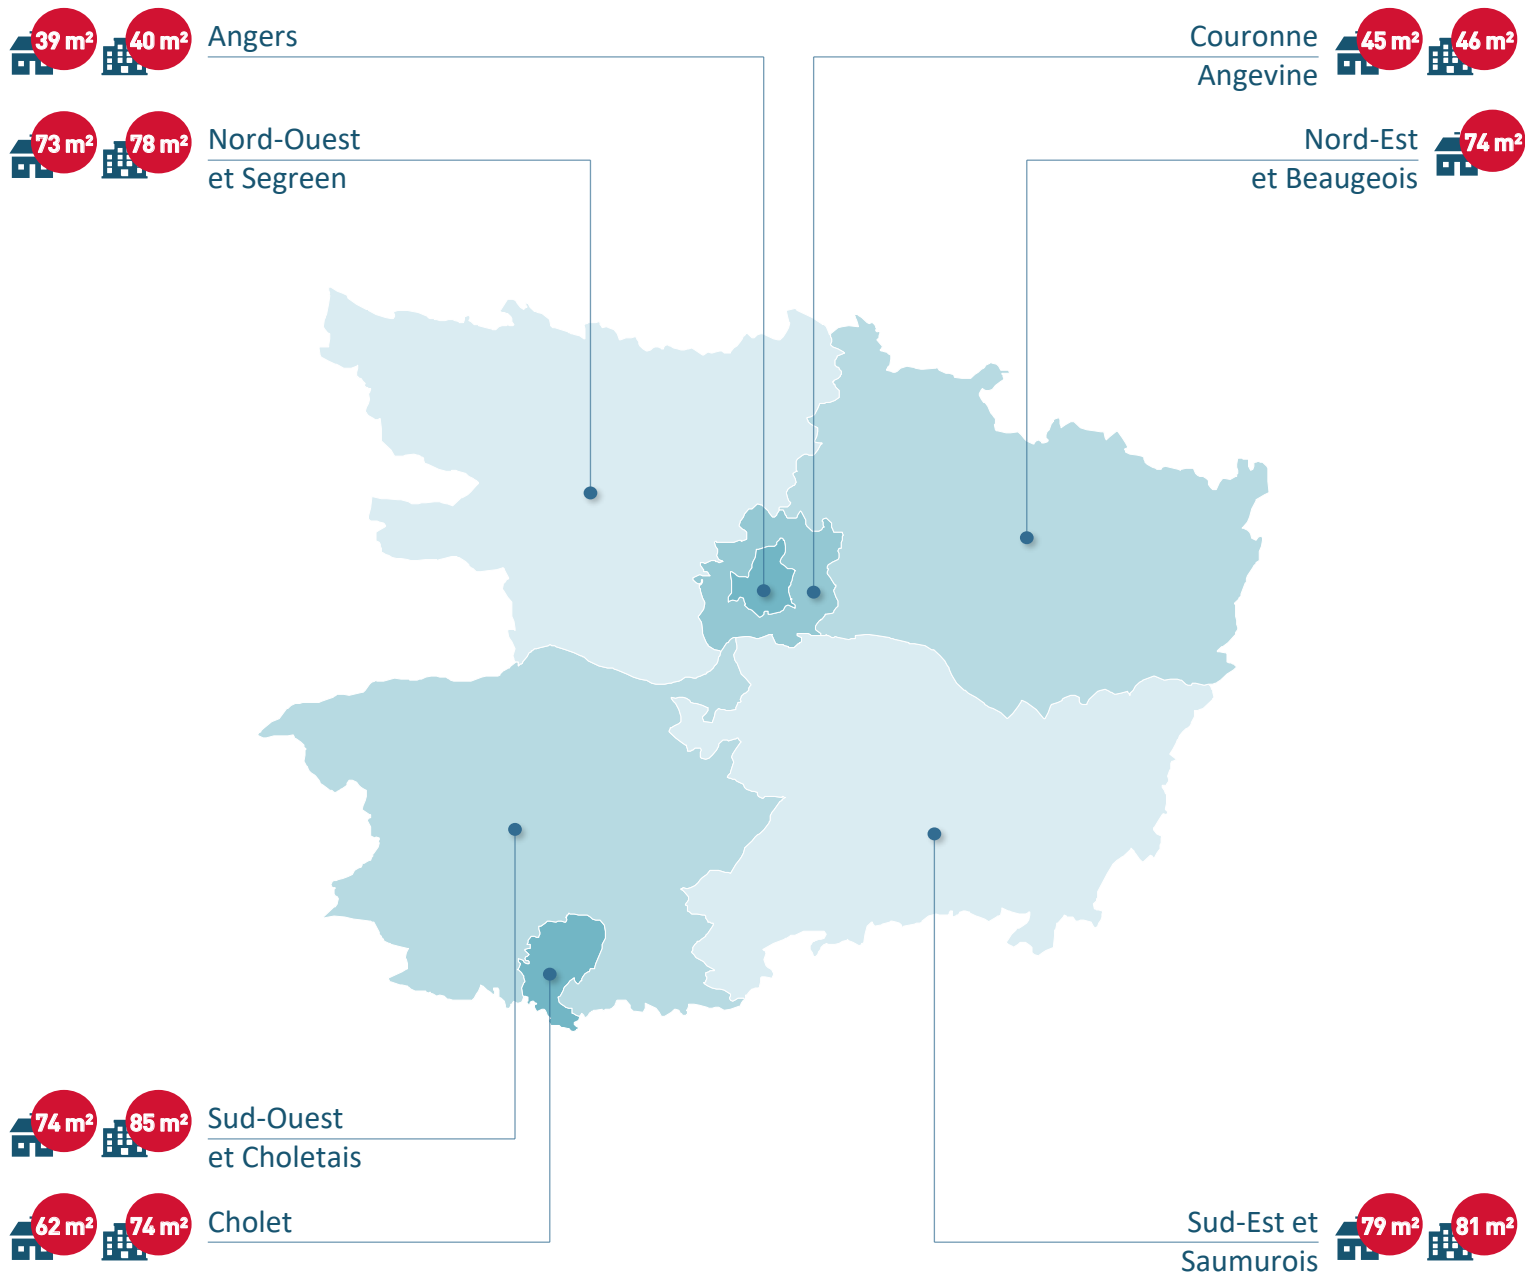 39 m² 40 m² Angers
Couronne 45 m² 46 m²
Angevine
73 m² 78 m² Nord-Ouest
et Segreen
Nord-Est 74 m²
et Beaugeois
74 m² 85 m² Sud-Ouest
et Choletais
62 m² 74 m² Cholet
Sud-Est et 79 m² 81 m²
Saumurois